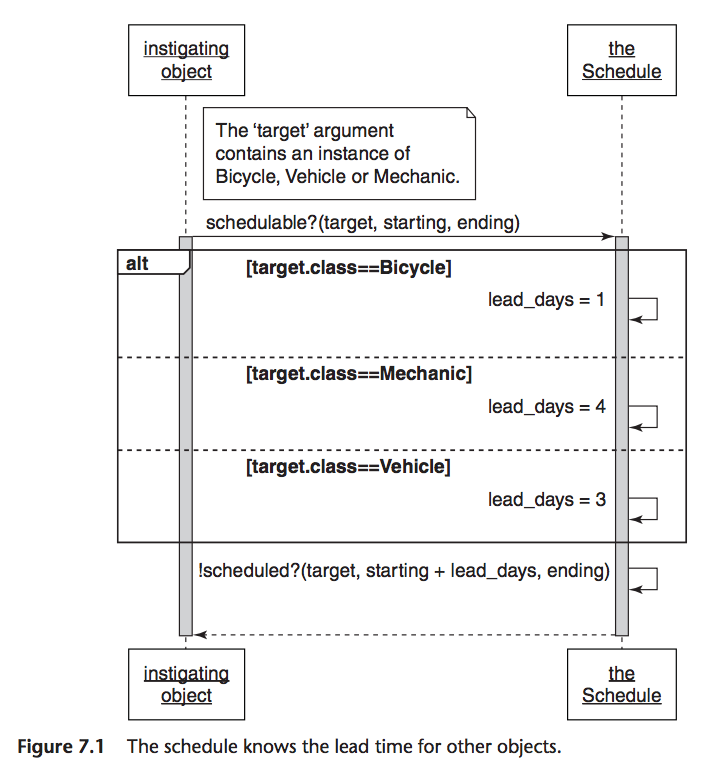 instigating
object
the
Schedule
The ‘target’ argument
contains an instance of
Bicycle, Vehicle or Mechanic.
schedulable?(target, starting, ending)
alt
[target.class==Bicycle]
lead_days = 1
[target.class==Mechanic]
lead_days = 4
[target.class==Vehicle]
lead_days = 3
!scheduled?(target, starting + lead_days, ending)
instigating
object
the
Schedule
Figure 7.1 The schedule knows the lead time for other objects.